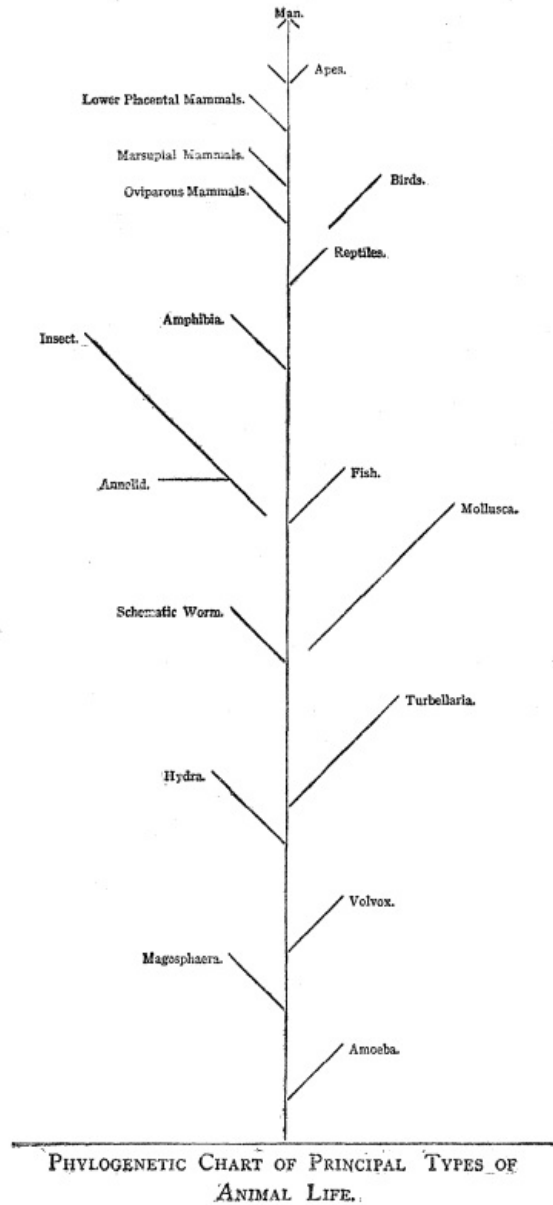 Man.
Apes.
Lower Placental Mammals.
Marsupial Mammals.
Birds.
Oviparous Mammals.
Reptiles.
Amphibia.
Insect.
Fish.
Annelid.
Mollusca.
Schematic Worm.
Turbellaria.
Hydra.
Volvox.
Magosphaera.
Amoeba.
PHYLOGENETIC CHART OF PRINCIPAL TYPES OF
ANIMAL LIFE.